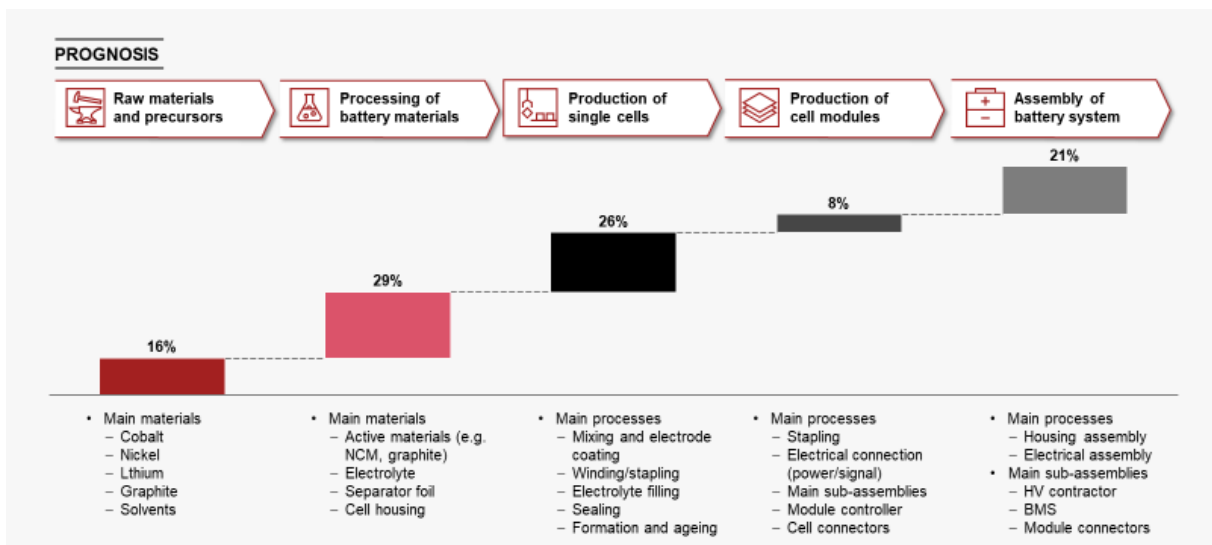 PROGNOSIS
Raw materials
and precursors
Processing of
battery materials
Production of
single cells
Production of
cell modules
Assembly of
battery system
16%
29%
26%
8%
21%
• Main materials
– Cobalt
– Nickel
– Lthium
– Graphite
– Solvents
• Main materials
– Active materials (e.g.
NCM, graphite)
– Electrolyte
– Separator foil
– Cell housing
• Main processes
– Mixing and electrode
coating
– Winding/stapling
– Electrolyte filling
– Sealing
– Formation and ageing
• Main processes
– Stapling
– Electrical connection
(power/signal)
– Main sub-assemblies
– Module controller
– Cell connectors
• Main processes
– Housing assembly
– Electrical assembly
• Main sub-assemblies
– HV contractor
– BMS
– Module connectors